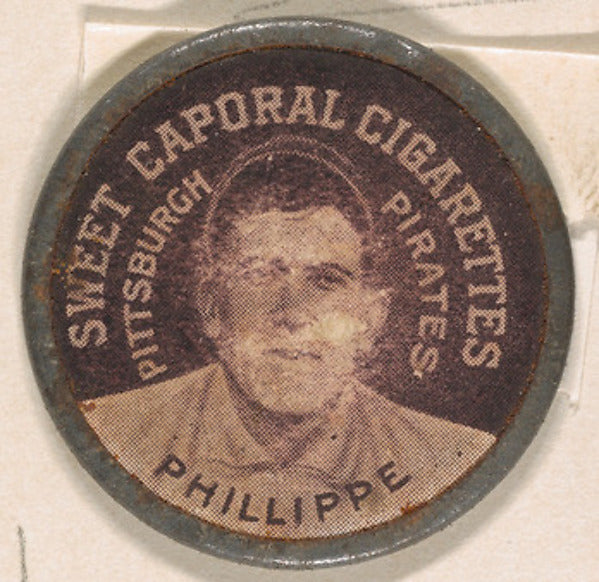 SWEET CAPORAL CIGARETTES
PITTSBURGH PIRATES
PHILLIPPE